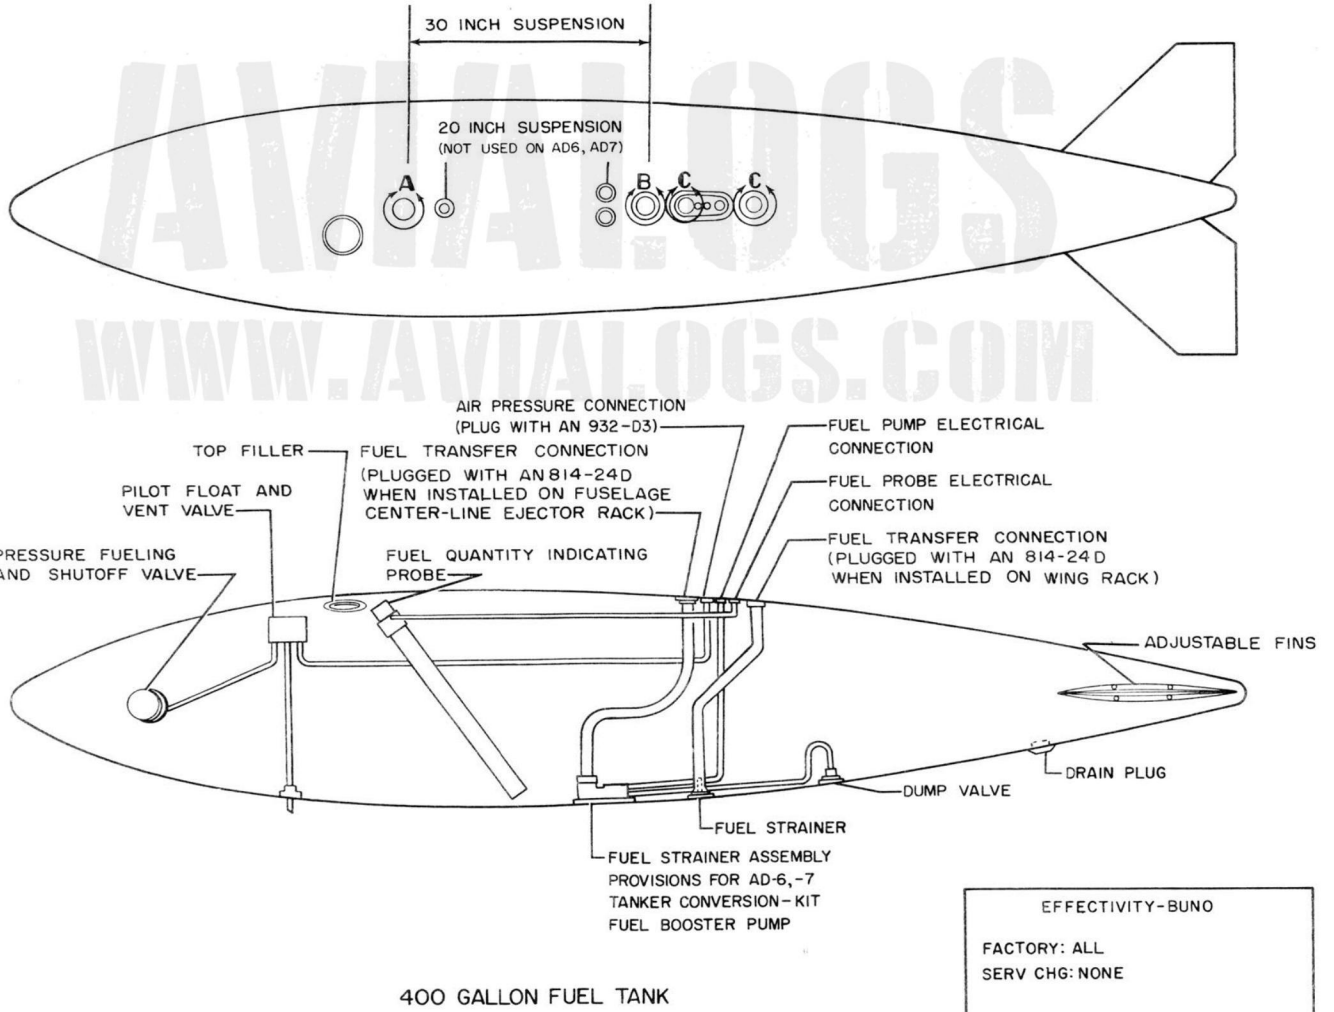 30 INCH SUSPENSION
AVIALOGS
20 INCH SUSPENSION
(NOT USED ON AD6, AD7)
A
B
C
C
WWW.AVIALOGS.COM
AIR PRESSURE CONNECTION
(PLUG WITH AN 932-D3)
FUEL PUMP ELECTRICAL
CONNECTION
TOP FILLER
FUEL TRANSFER CONNECTION
(PLUGGED WITH AN814-24D
WHEN INSTALLED ON FUSELAGE
CENTER-LINE EJECTOR RACK)
FUEL PROBE ELECTRICAL
CONNECTION
PILOT FLOAT AND
VENT VALVE
FUEL TRANSFER CONNECTION
(PLUGGED WITH AN 814-24D
WHEN INSTALLED ON WING RACK)
PRESSURE FUELING
AND SHUTOFF VALVE
FUEL QUANTITY INDICATING
PROBE
ADJUSTABLE FINS
DRAIN PLUG
DUMP VALVE
FUEL STRAINER
FUEL STRAINER ASSEMBLY
PROVISIONS FOR AD-6,-7
TANKER CONVERSION-KIT
FUEL BOOSTER PUMP
EFFECTIVITY-BUNO
FACTORY: ALL
SERV CHG: NONE
400 GALLON FUEL TANK